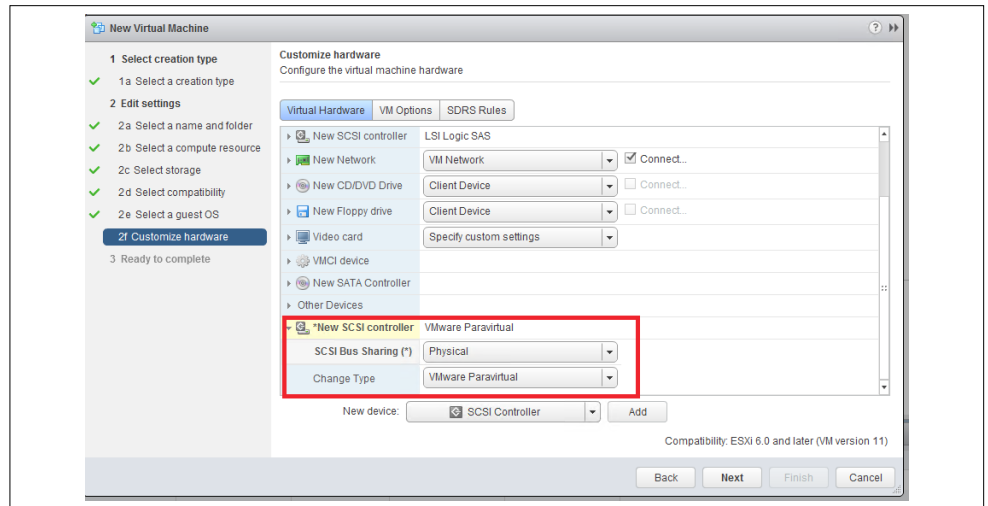 New Virtual Machine
1 Select creation type
1a Select a creation type
2 Edit settings
2a Select a name and folder
2b Select a compute resource
2c Select storage
2d Select compatibility
2e Select a guest OS
2f Customize hardware
3 Ready to complete
Customize hardware
Configure the virtual machine hardware
Virtual Hardware VM Options SDRS Rules
New SCSI controller LSI Logic SAS
New Network VM Network Connect...
New CD/DVD Drive Client Device Connect...
New Floppy drive Client Device Connect...
Video card Specify custom settings
VMCI device
New SATA Controller
Other Devices
*New SCSI controller VMware Paravirtual
SCSI Bus Sharing (*) Physical
Change Type VMware Paravirtual
New device: SCSI Controller Add
Compatibility: ESXi 6.0 and later (VM version 11)
Back Next Finish Cancel